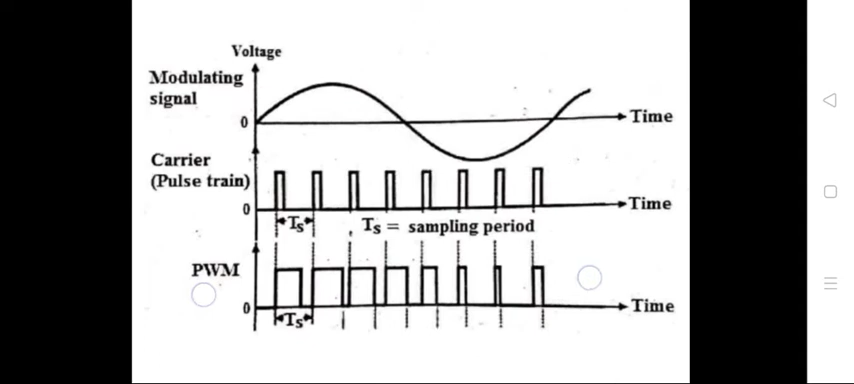 Voltage
Modulating
signal
0
Time
Carrier
(Pulse train)
0
Time
Ts
Ts = sampling period
PWM
0
Time
Ts